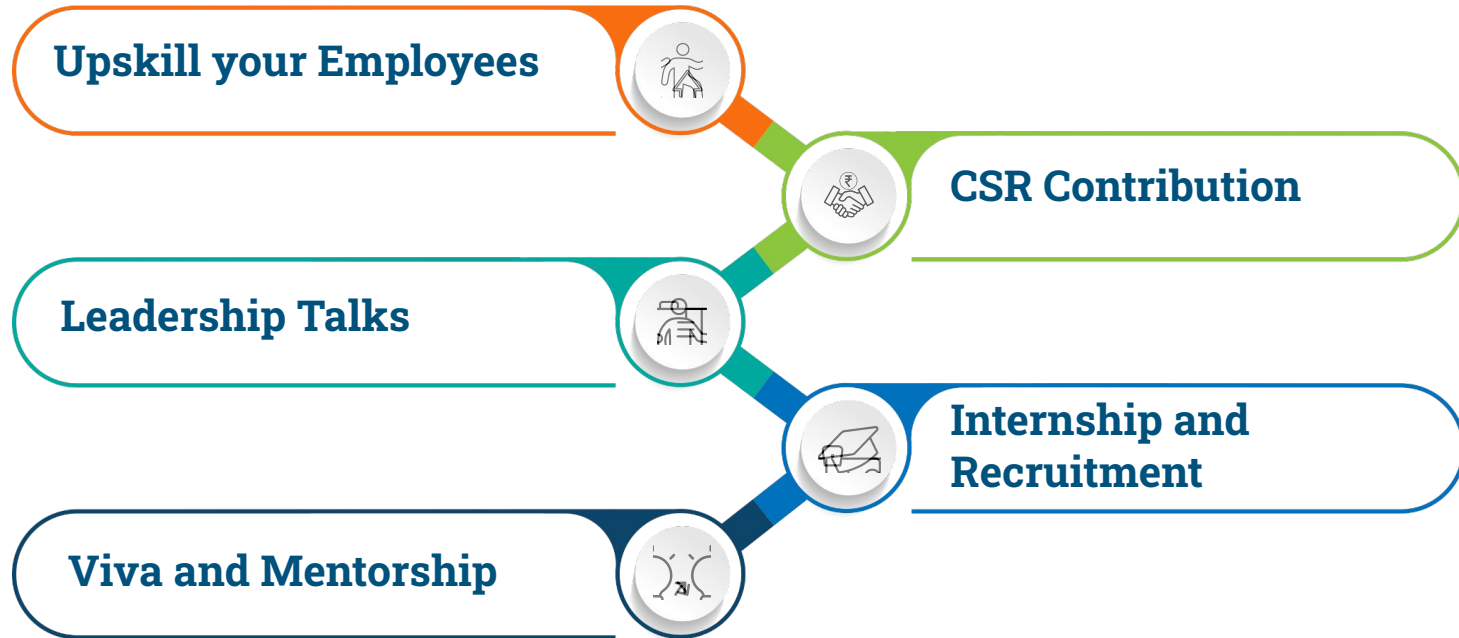 Upskill your Employees
₹
CSR Contribution
Leadership Talks
Internship and
Recruitment
Viva and Mentorship